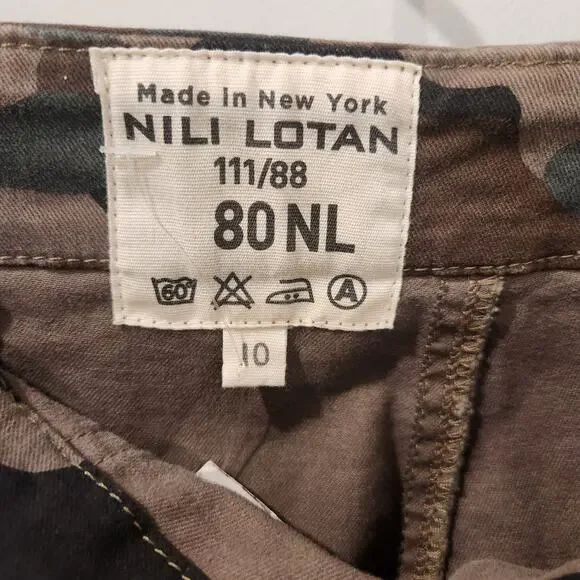 Made In New York
NILI LOTAN
111/88
80 NL
60° A
10